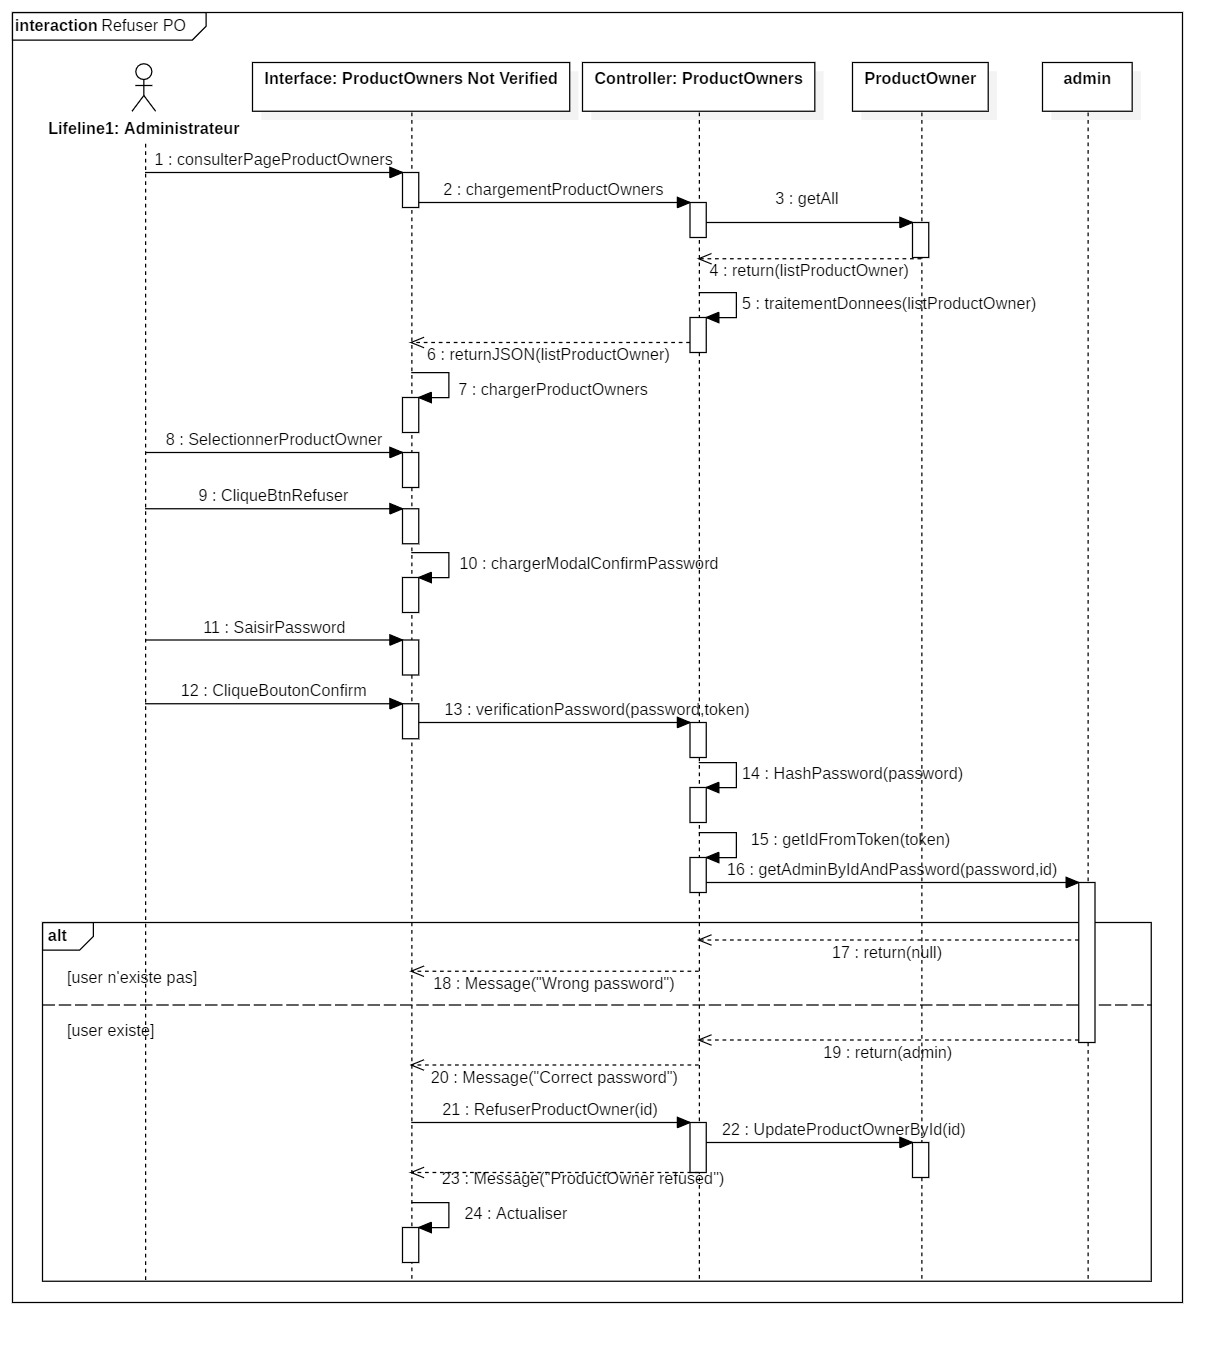 interaction Refuser PO
Interface: ProductOwners Not Verified
Controller: ProductOwners
ProductOwner
admin
Lifeline1: Administrateur
1 : consulterPageProductOwners
2 : chargementProductOwners
3 : getAll
4 : return(listProductOwner)
5 : traitementDonnees(listProductOwner)
6 : returnJSON(listProductOwner)
7 : chargerProductOwners
8 : SelectionnerProductOwner
9 : CliqueBtnRefuser
10 : chargerModalConfirmPassword
11 : SaisirPassword
12 : CliqueBoutonConfirm
13 : verificationPassword(password,token)
14 : HashPassword(password)
15 : getIdFromToken(token)
16 : getAdminByIdAndPassword(password,id)
alt
17 : return(null)
[user n'existe pas]
18 : Message("Wrong password")
[user existe]
19 : return(admin)
20 : Message("Correct password")
21 : RefuserProductOwner(id)
22 : UpdateProductOwnerById(id)
23 : Message("ProductOwner refused")
24 : Actualiser